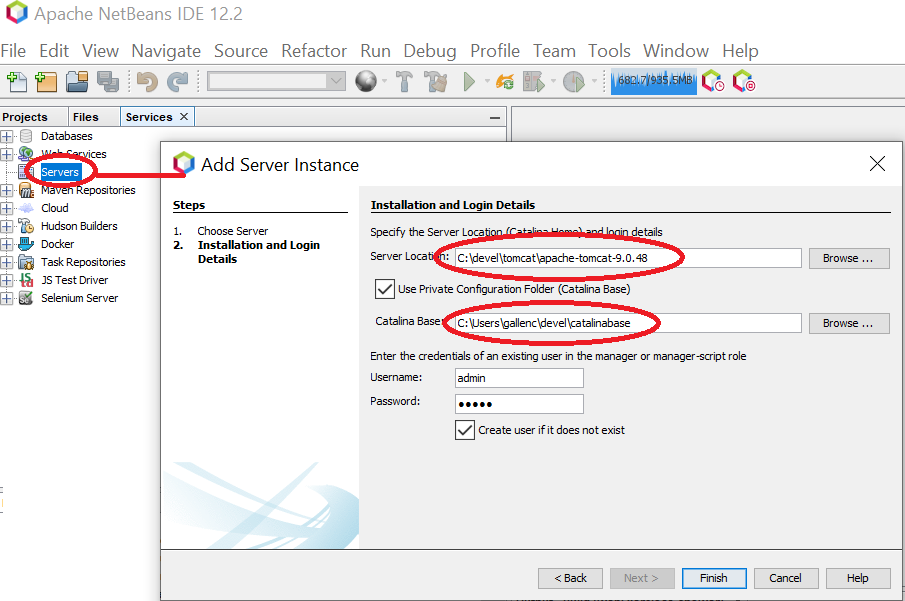 Apache NetBeans IDE 12.2
File Edit View Navigate Source Refactor Run Debug Profile Team Tools Window Help
682.7/935.5MB
Projects Files Services
Databases
Web Services
Servers
Maven Repositories
Cloud
Hudson Builders
Docker
Task Repositories
JS Test Driver
Selenium Server
Add Server Instance
Steps
1. Choose Server
2. Installation and Login
Details
Installation and Login Details
Specify the Server Location (Catalina Home) and login details
Server Location: C:\devel\tomcat\apache-tomcat-9.0.48 Browse ...
Use Private Configuration Folder (Catalina Base)
Catalina Base: C:\Users\gallenc\devel\catalinabase Browse ...
Enter the credentials of an existing user in the manager or manager-script role
Username: admin
Password: •••••
Create user if it does not exist
< Back Next > Finish Cancel Help